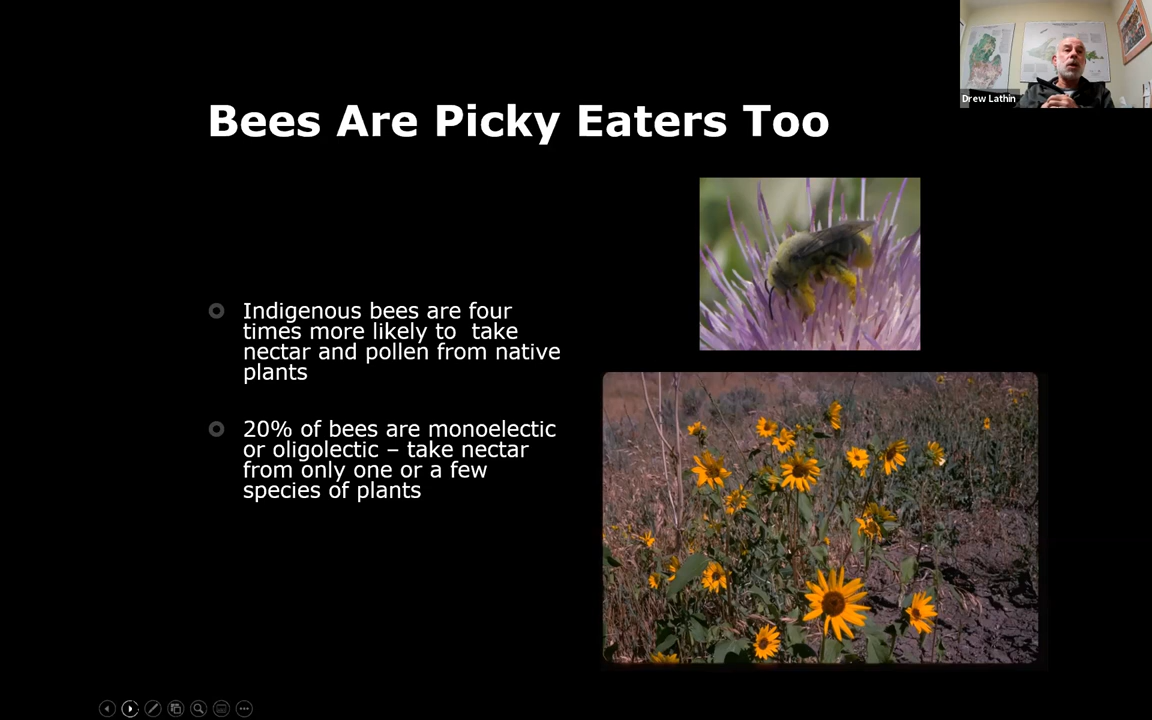 Drew Lathin
Bees Are Picky Eaters Too
Indigenous bees are four
times more likely to  take
nectar and pollen from native
plants
20% of bees are monoelectic
or oligolectic – take nectar
from only one or a few
species of plants